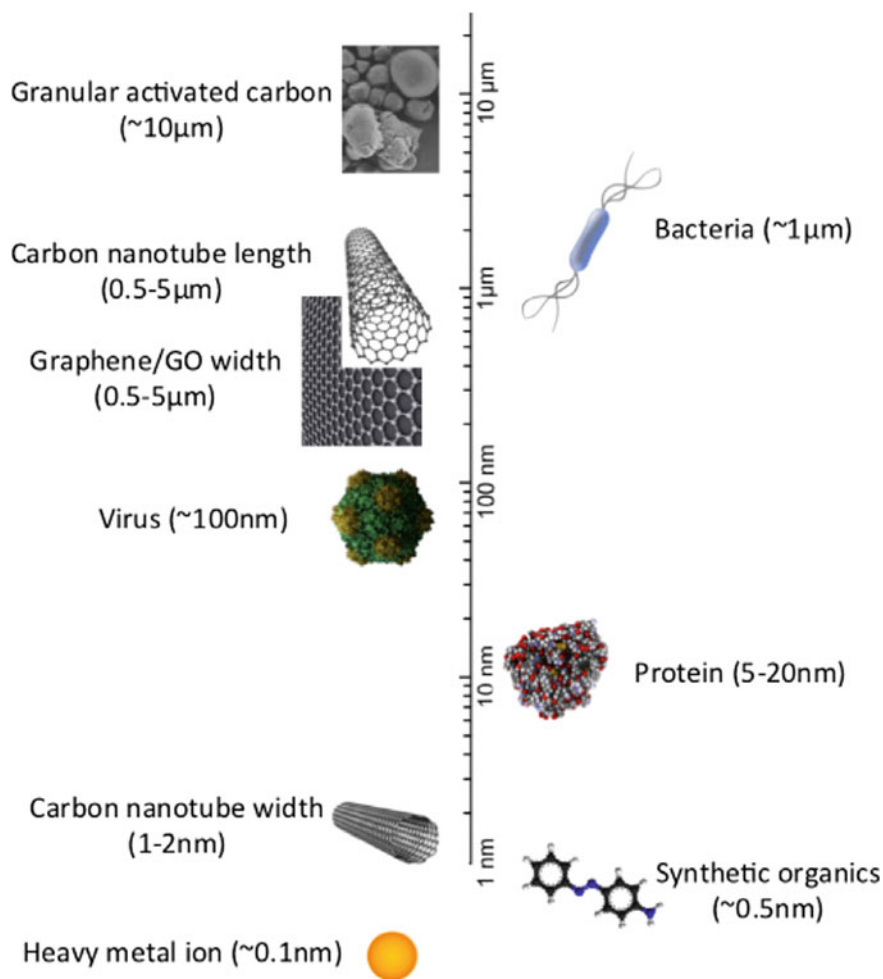 Granular activated carbon
(~10µm)
10 µm
Bacteria (~1µm)
Carbon nanotube length
(0.5-5µm)
1µm
Graphene/GO width
(0.5-5µm)
100 nm
Virus (~100nm)
Protein (5-20nm)
10 nm
Carbon nanotube width
(1-2nm)
1 nm
Synthetic organics
(~0.5nm)
Heavy metal ion (~0.1nm)